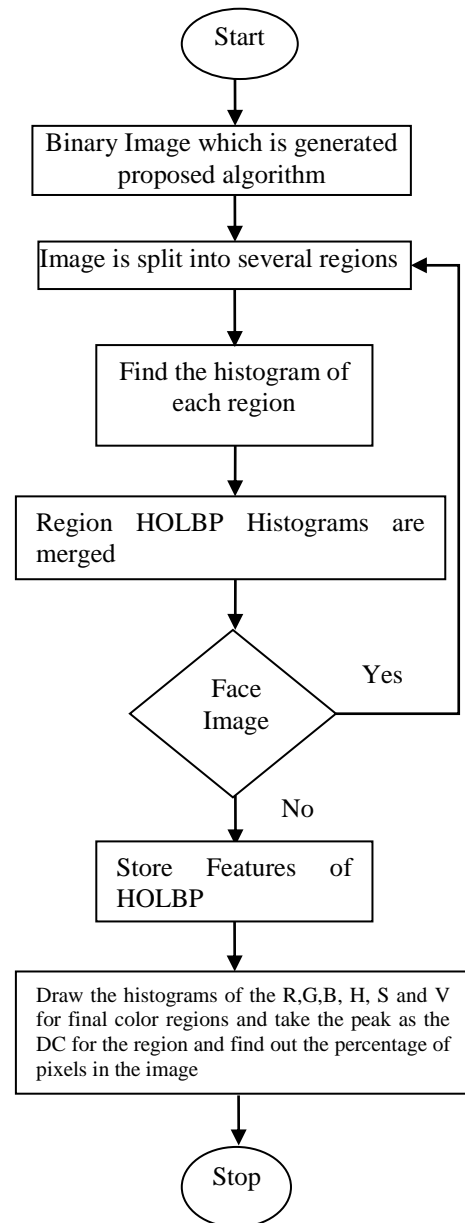 Start
Binary Image which is generated
proposed algorithm
Image is split into several regions
Find the histogram of
each region
Region HOLBP Histograms are
merged
Face
Image
Yes
No
Store Features of
HOLBP
Draw the histograms of the R,G,B, H, S and V
for final color regions and take the peak as the
DC for the region and find out the percentage of
pixels in the image
Stop